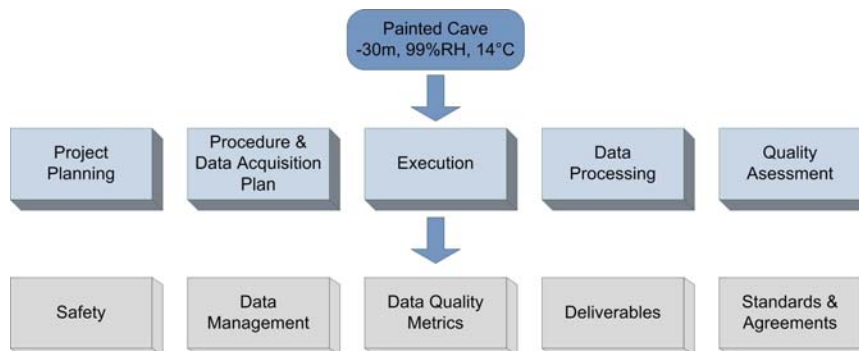 Painted Cave
-30m, 99%RH, 14°C
Project
Planning
Procedure &
Data Acquisition
Plan
Execution
Data
Processing
Quality
Asessment
Safety
Data
Management
Data Quality
Metrics
Deliverables
Standards &
Agreements